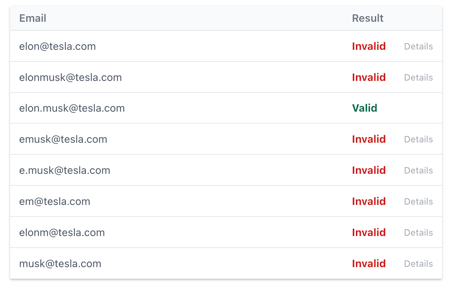 Email Result
elon@tesla.com Invalid Details
elonmusk@tesla.com Invalid Details
elon.musk@tesla.com Valid
emusk@tesla.com Invalid Details
e.musk@tesla.com Invalid Details
em@tesla.com Invalid Details
elonm@tesla.com Invalid Details
musk@tesla.com Invalid Details